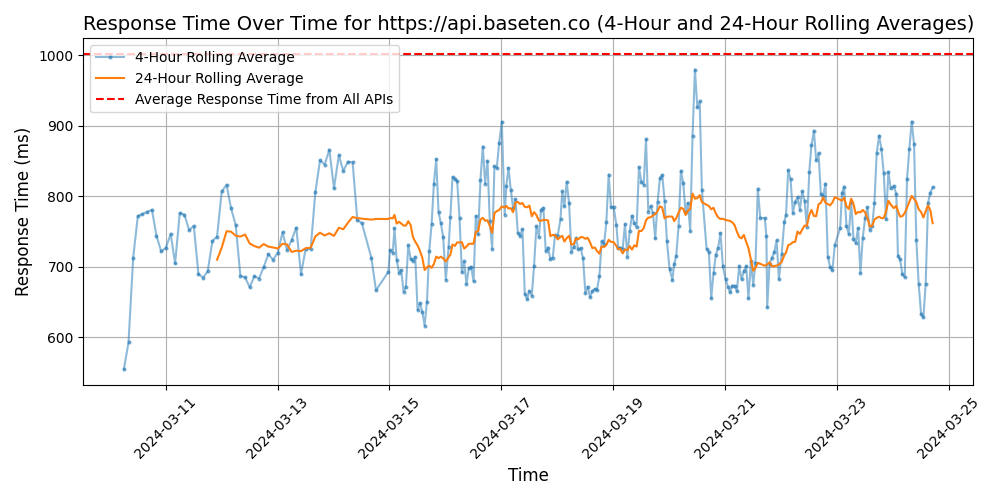 Response Time Over Time for https://api.baseten.co (4-Hour and 24-Hour Rolling Averages)
4-Hour Rolling Average
24-Hour Rolling Average
Average Response Time from All APIs
Response Time (ms)
1000
900
800
700
600
2024-03-11
2024-03-13
2024-03-15
2024-03-17
2024-03-19
2024-03-21
2024-03-23
2024-03-25
Time